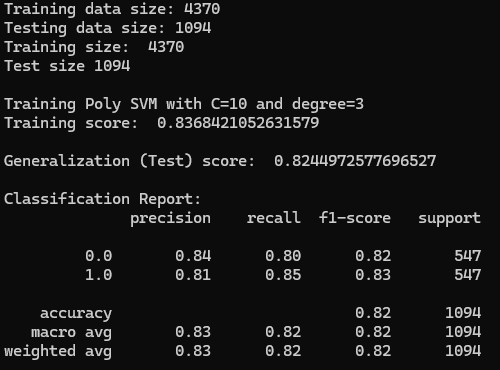 Training data size: 4370
Testing data size: 1094
Training size:  4370
Test size 1094
Training Poly SVM with C=10 and degree=3
Training score:  0.8368421052631579
Generalization (Test) score:  0.8244972577696527
Classification Report:
              precision    recall  f1-score   support
         0.0       0.84      0.80      0.82       547
         1.0       0.81      0.85      0.83       547
    accuracy                           0.82      1094
   macro avg       0.83      0.82      0.82      1094
weighted avg       0.83      0.82      0.82      1094